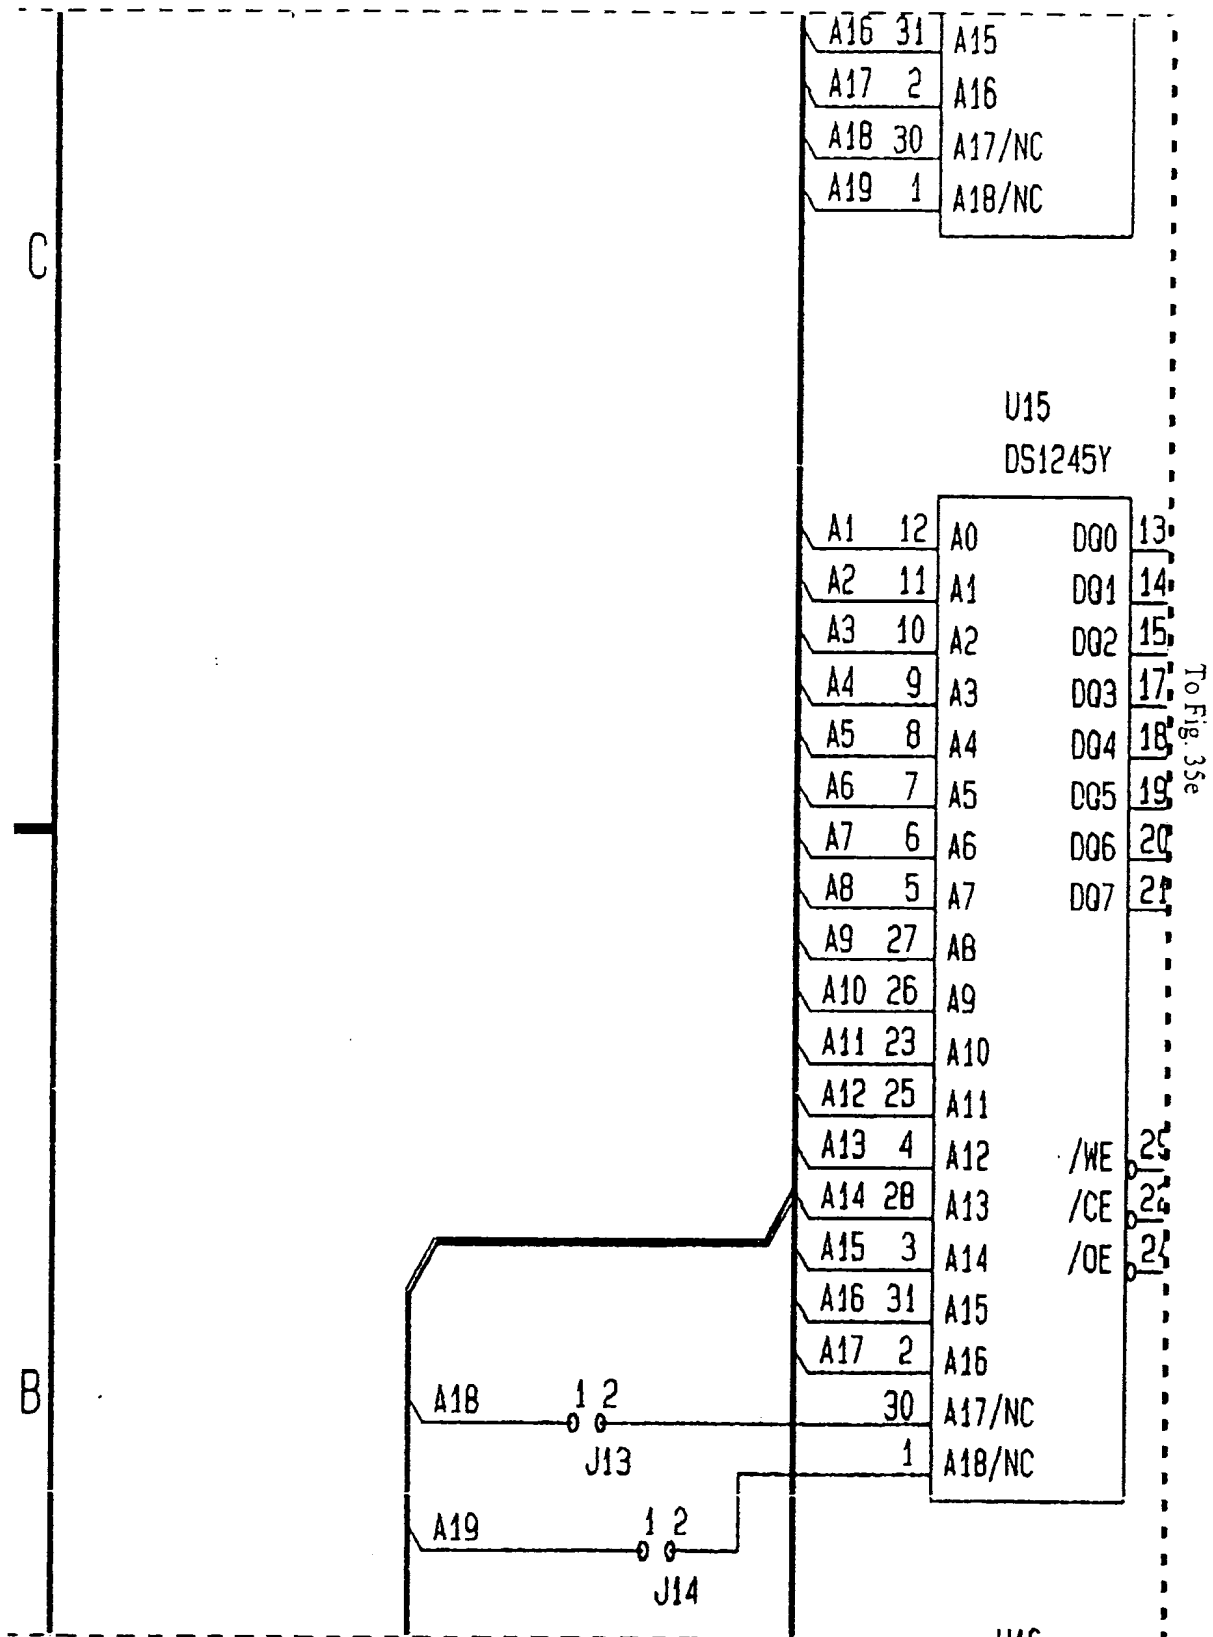 A16 31 A15
A17 2 A16
A18 30 A17/NC
A19 1 A18/NC
C
U15
DS1245Y
A1 12 A0 DQ0 13
A2 11 A1 DQ1 14
A3 10 A2 DQ2 15
A4 9 A3 DQ3 17
To Fig. 35e
A5 8 A4 DQ4 18
A6 7 A5 DQ5 19
A7 6 A6 DQ6 20
A8 5 A7 DQ7 21
A9 27 A8
A10 26 A9
A11 23 A10
A12 25 A11
A13 4 A12 /WE
A14 28 A13 /CE
A15 3 A14 /OE
A16 31 A15
A17 2 A16
B
A18 1 2 30 A17/NC
J13
1 A18/NC
A19 1 2
J14